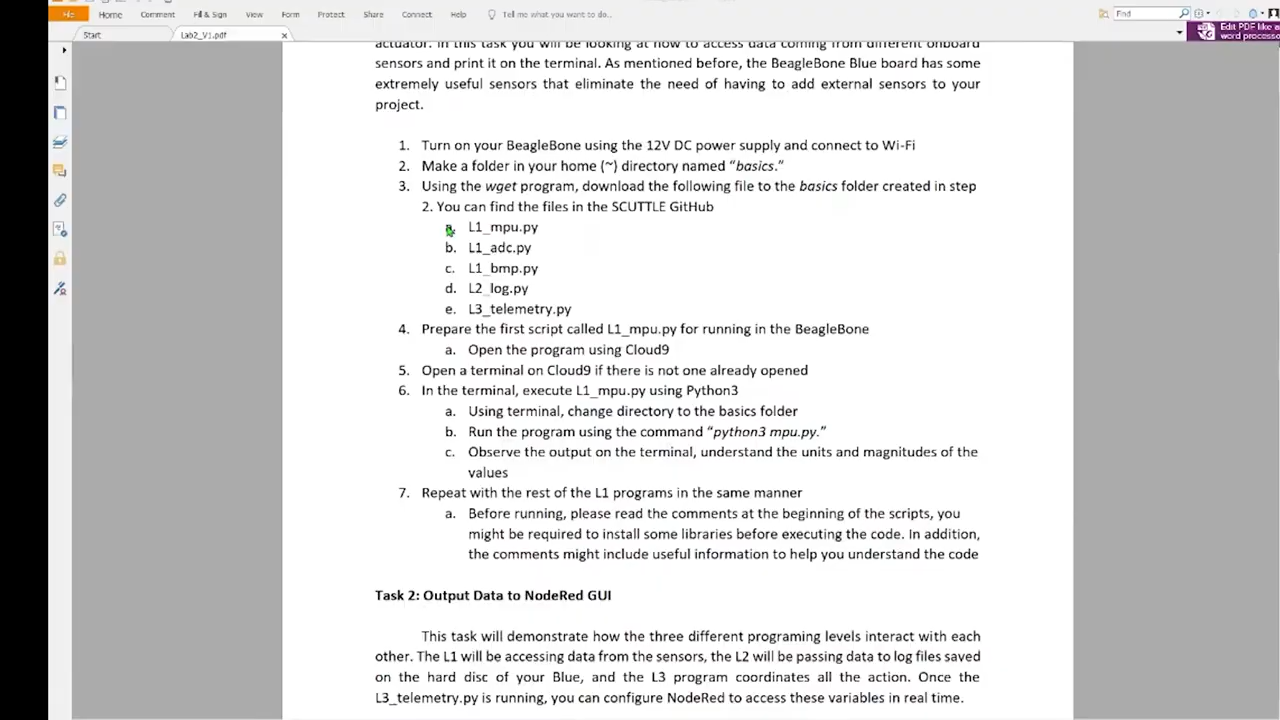 File Home Comment Fill & Sign View Form Protect Share Connect Help Tell me what you want to do.. Find
Edit PDF like a
word processo
Start Lab2_V1.pdf
actuator. In this task you will be looking at how to access data coming from different onboard
sensors and print it on the terminal. As mentioned before, the BeagleBone Blue board has some
extremely useful sensors that eliminate the need of having to add external sensors to your
project.
1. Turn on your BeagleBone using the 12V DC power supply and connect to Wi-Fi
2. Make a folder in your home (~) directory named “basics.”
3. Using the wget program, download the following file to the basics folder created in step
2. You can find the files in the SCUTTLE GitHub
a. L1_mpu.py
b. L1_adc.py
c. L1_bmp.py
d. L2_log.py
e. L3_telemetry.py
4. Prepare the first script called L1_mpu.py for running in the BeagleBone
a. Open the program using Cloud9
5. Open a terminal on Cloud9 if there is not one already opened
6. In the terminal, execute L1_mpu.py using Python3
a. Using terminal, change directory to the basics folder
b. Run the program using the command “python3 mpu.py.”
c. Observe the output on the terminal, understand the units and magnitudes of the
values
7. Repeat with the rest of the L1 programs in the same manner
a. Before running, please read the comments at the beginning of the scripts, you
might be required to install some libraries before executing the code. In addition,
the comments might include useful information to help you understand the code
Task 2: Output Data to NodeRed GUI
This task will demonstrate how the three different programing levels interact with each
other. The L1 will be accessing data from the sensors, the L2 will be passing data to log files saved
on the hard disc of your Blue, and the L3 program coordinates all the action. Once the
L3_telemetry.py is running, you can configure NodeRed to access these variables in real time.